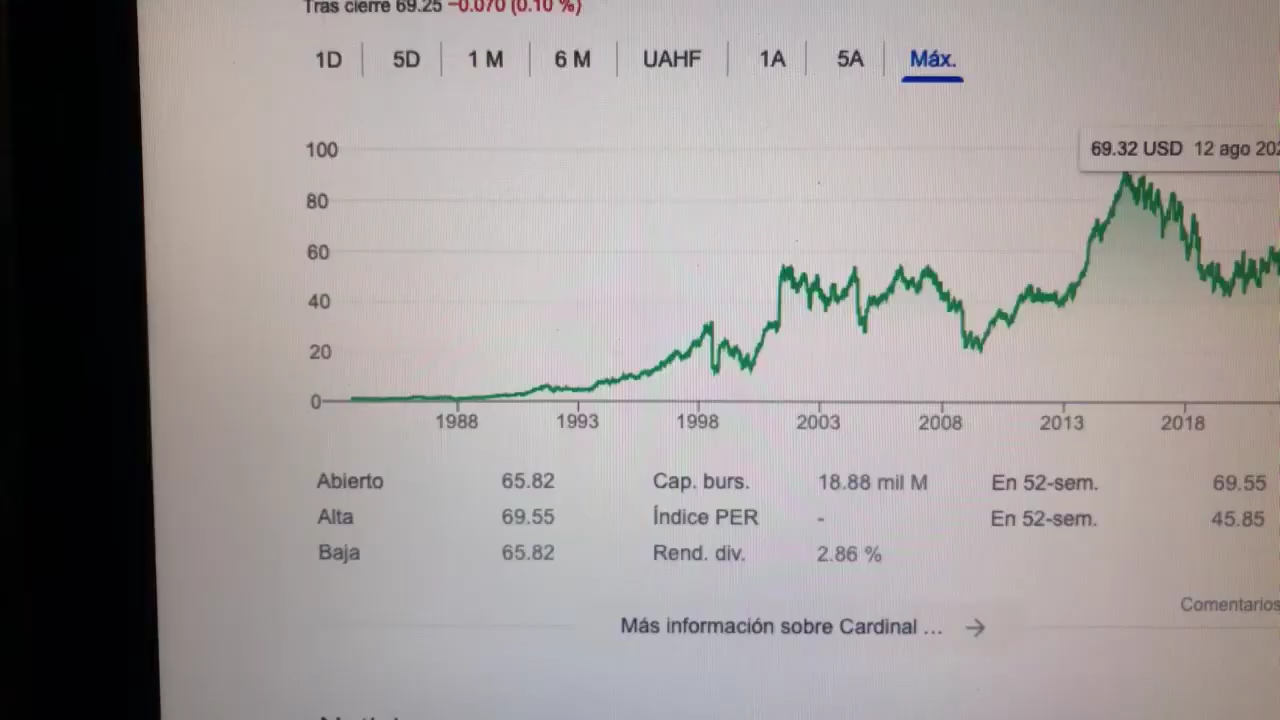 Tras cierre 69.25 −0.070 (0.10 %)
1D 5D 1 M 6 M UAHF 1A 5A Máx.
69.32 USD 12 ago
100
80
60
40
20
0
1988 1993 1998 2003 2008 2013 2018
Abierto 65.82 Cap. burs. 18.88 mil M En 52-sem. 69.55
Alta 69.55 Índice PER - En 52-sem. 45.85
Baja 65.82 Rend. div. 2.86 %
Comentarios
Más información sobre Cardinal ... →